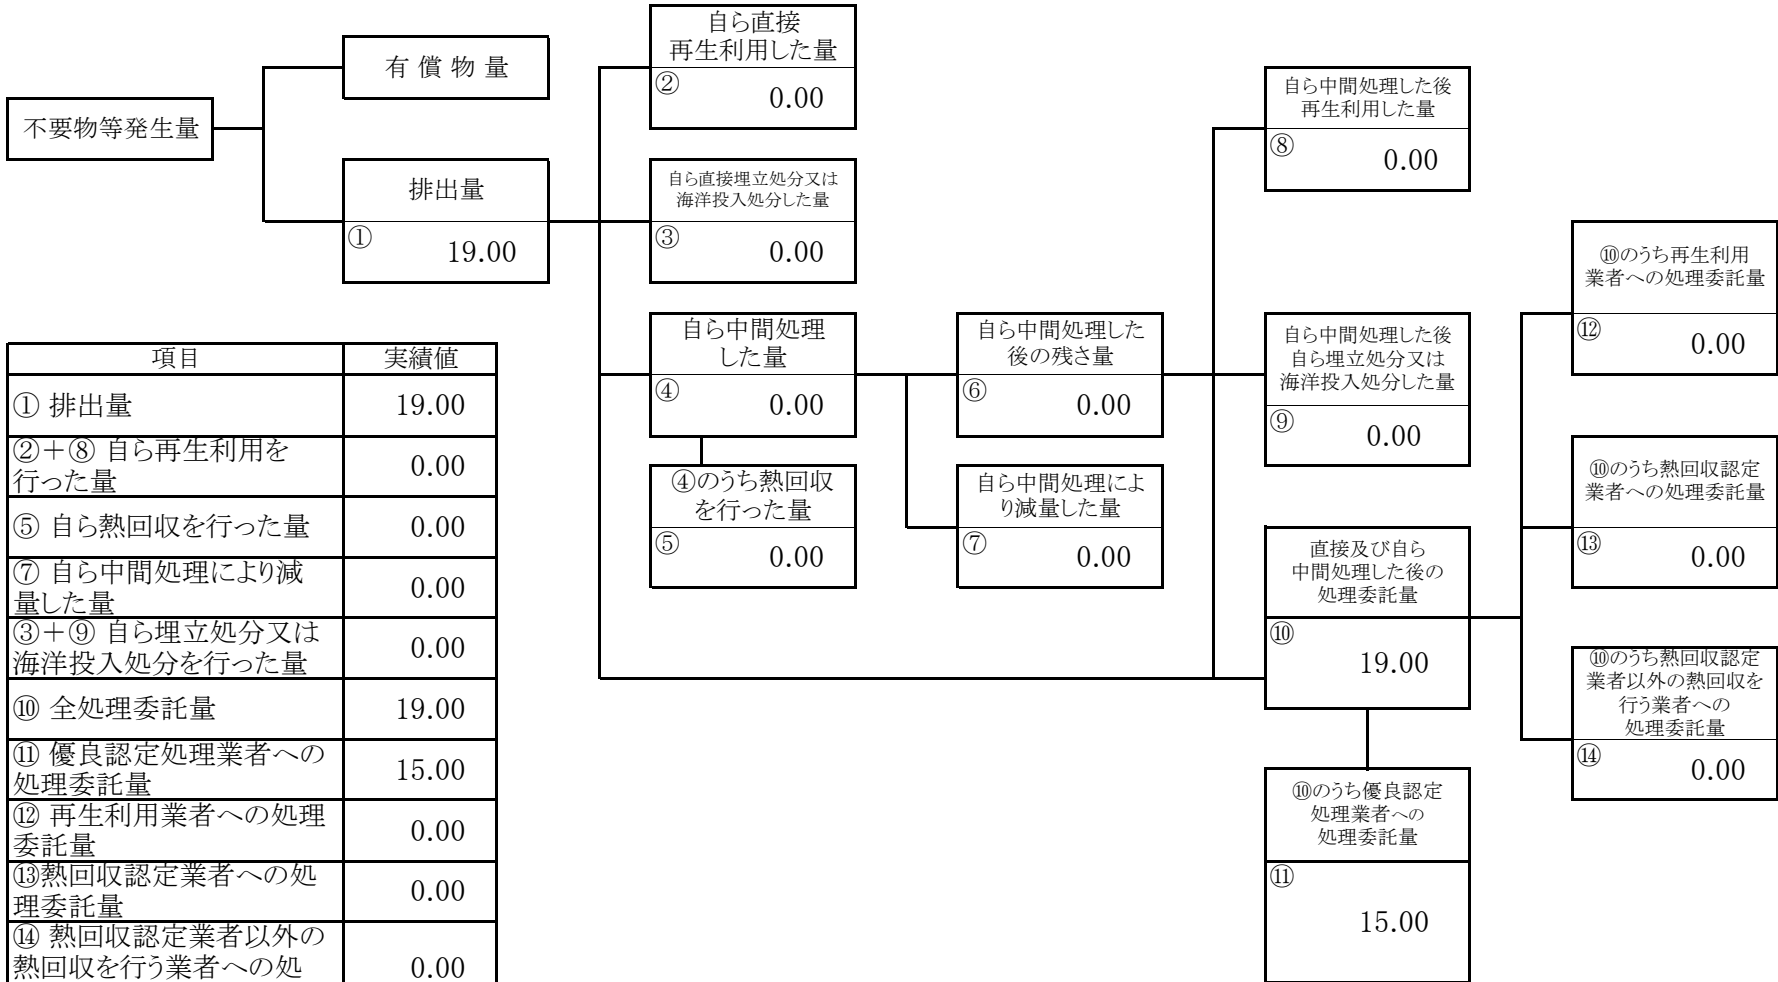 不要物等発生量
有 償 物 量
排出量
①
19.00
自ら直接
再生利用した量
②
0.00
自ら直接埋立処分又は
海洋投入処分した量
③
0.00
自ら中間処理
した量
④
0.00
④のうち熱回収
を行った量
⑤
0.00
自ら中間処理した
後の残さ量
⑥
0.00
自ら中間処理によ
り減量した量
⑦
0.00
自ら中間処理した後
再生利用した量
⑧
0.00
自ら中間処理した後
自ら埋立処分又は
海洋投入処分した量
⑨
0.00
直接及び自ら
中間処理した後の
処理委託量
⑩
19.00
⑩のうち優良認定
処理業者への
処理委託量
⑪
15.00
⑩のうち再生利用
業者への処理委託量
⑫
0.00
⑩のうち熱回収認定
業者への処理委託量
⑬
0.00
⑩のうち熱回収認定
業者以外の熱回収を
行う業者への
処理委託量
⑭
0.00
項目 実績値
① 排出量 19.00
②＋⑧ 自ら再生利用を
行った量 0.00
⑤ 自ら熱回収を行った量 0.00
⑦ 自ら中間処理により減
量した量 0.00
③＋⑨ 自ら埋立処分又は
海洋投入処分を行った量 0.00
⑩ 全処理委託量 19.00
⑪ 優良認定処理業者への
処理委託量 15.00
⑫ 再生利用業者への処理
委託量 0.00
⑬熱回収認定業者への処
理委託量 0.00
⑭ 熱回収認定業者以外の
熱回収を行う業者への処 0.00